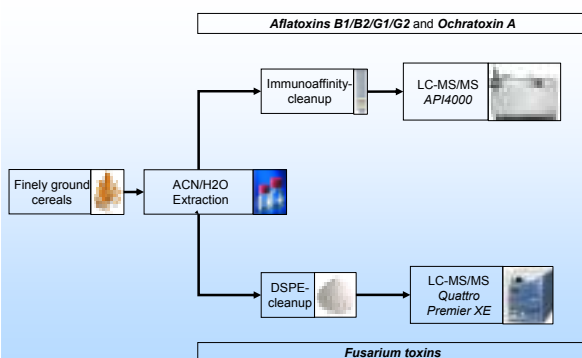 Aflatoxins B1/B2/G1/G2 and Ochratoxin A
Immunoaffinity-
cleanup
LC-MS/MS
API4000
Finely ground
cereals
ACN/H2O
Extraction
DSPE-
cleanup
LC-MS/MS
Quattro
Premier XE
Fusarium toxins